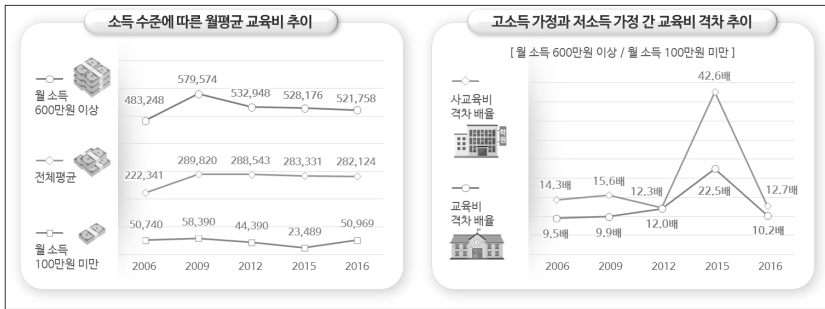 소득 수준에 따른 월평균 교육비 추이
월 소득
600만원 이상
483,248
579,574
532,948
528,176
521,758
전체평균
222,341
289,820
288,543
283,331
282,124
월 소득
100만원 미만
50,740
58,390
44,390
23,489
50,969
2006 2009 2012 2015 2016
고소득 가정과 저소득 가정 간 교육비 격차 추이
[ 월 소득 600만원 이상 / 월 소득 100만원 미만 ]
사교육비
격차 배율
14.3배
15.6배
12.3배
42.6배
12.7배
교육비
격차 배율
9.5배
9.9배
12.0배
22.5배
10.2배
2006 2009 2012 2015 2016